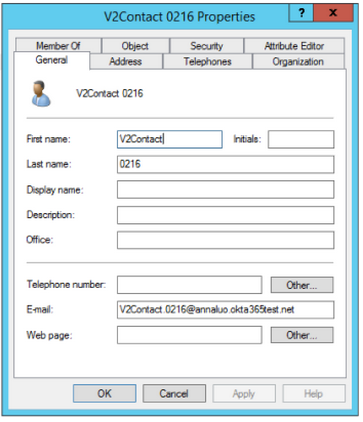 V2Contact 0216 Properties
? x
Member Of Object Security Attribute Editor
General Address Telephones Organization
V2Contact 0216
First name: V2Contact Initials:
Last name: 0216
Display name:
Description:
Office:
Telephone number: Other...
E-mail: V2Contact.0216@annaluo.okta365test.net
Web page: Other...
OK Cancel Apply Help